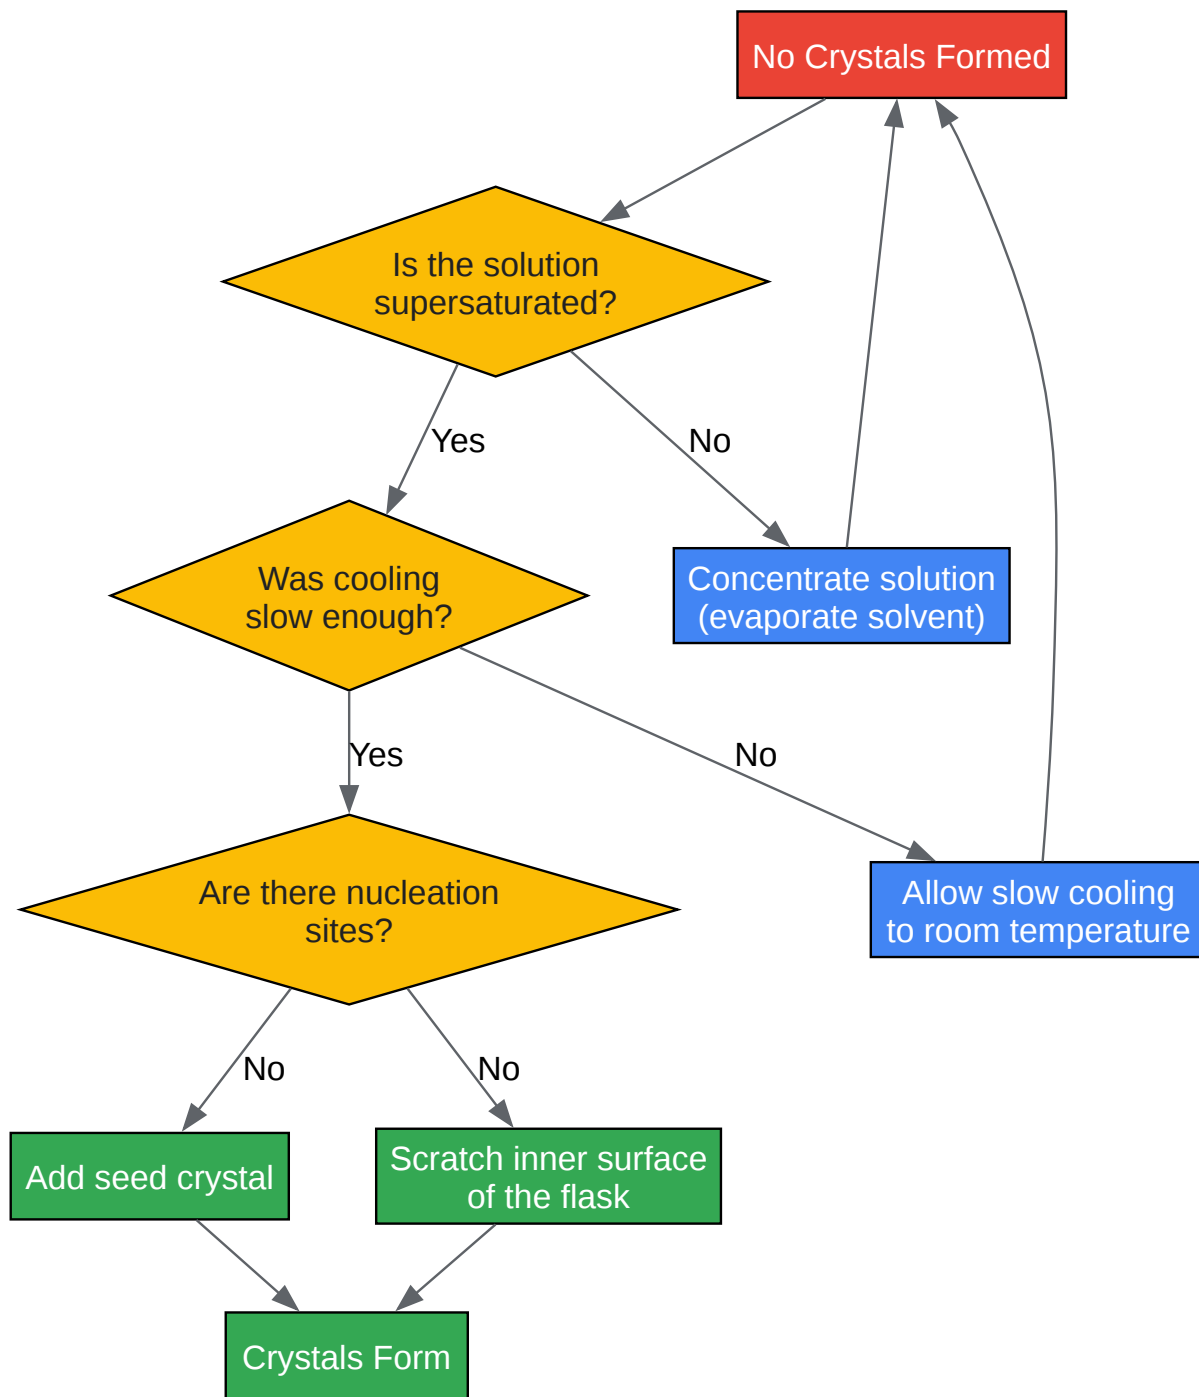 No Crystals Formed
Is the solution
supersaturated?
Yes
No
Was cooling
slow enough?
Concentrate solution
(evaporate solvent)
Yes
No
Are there nucleation
sites?
Allow slow cooling
to room temperature
No
No
Add seed crystal
Scratch inner surface
of the flask
Crystals Form